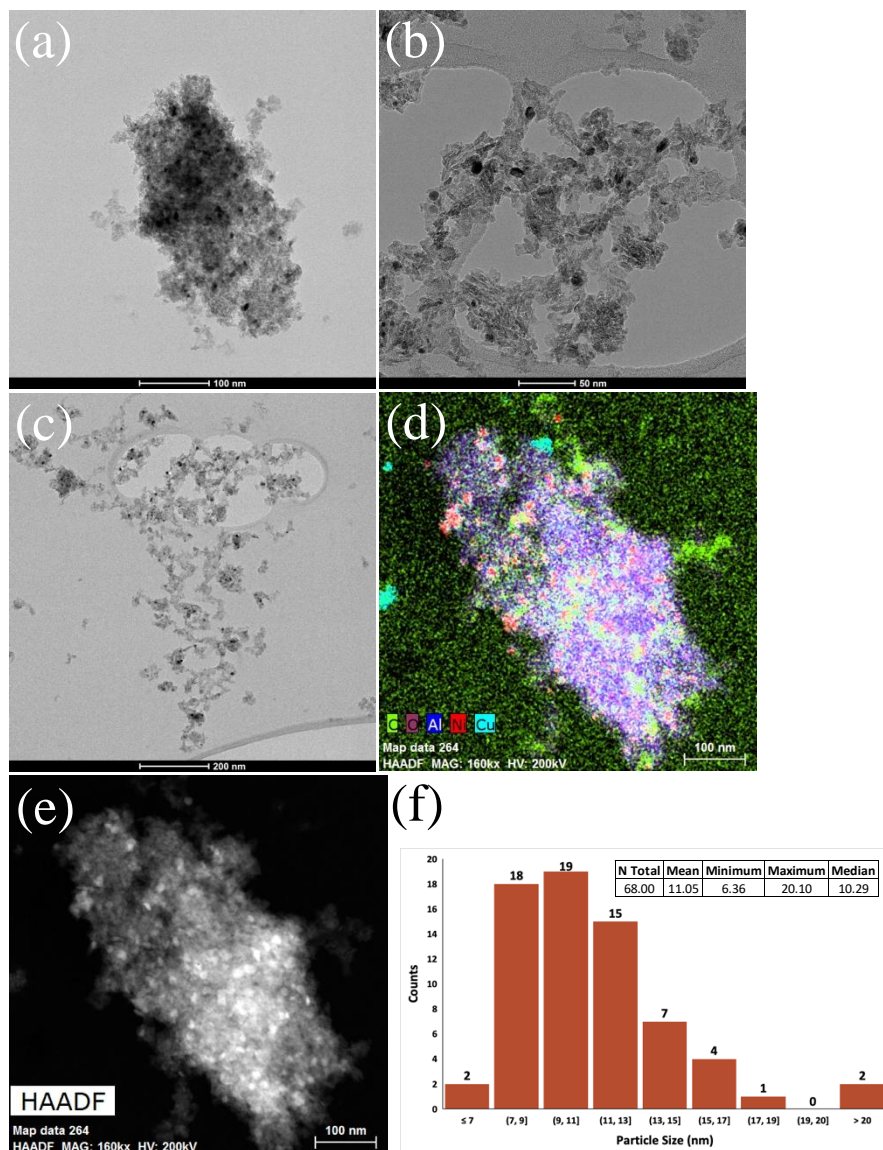 (a)
100 nm
(b)
50 nm
(c)
200 nm
(d)
C O Al Ni Cu
Map data 264
HAADF MAG: 160kx HV: 200kV
100 nm
(e)
HAADF
Map data 264
HAADF MAG: 160kx HV: 200kV
100 nm
(f)
N Total Mean Minimum Maximum Median
68.00 11.05 6.36 20.10 10.29
Counts
20
18
16
14
12
10
8
6
4
2
0
2 18 19 15 7 4 1 0 2
≤ 7 (7, 9] (9, 11] (11, 13] (13, 15] (15, 17] (17, 19] (19, 20] > 20
Particle Size (nm)